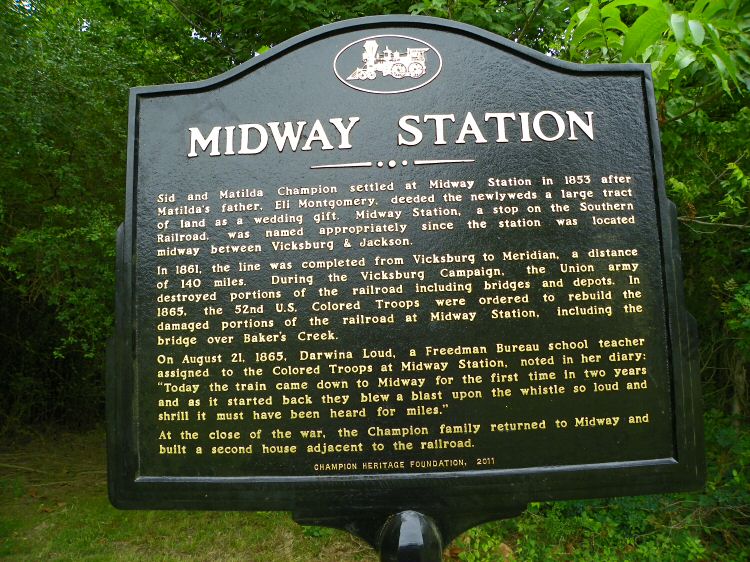 MIDWAY STATION
Sid and Matilda Champion settled at Midway Station in 1853 after
Matilda's father, Eli Montgomery, deeded the newlyweds a large tract
of land as a wedding gift. Midway Station, a stop on the Southern
Railroad, was named appropriately since the station was located
midway between Vicksburg & Jackson.
In 1861, the line was completed from Vicksburg to Meridian, a distance
of 140 miles. During the Vicksburg Campaign, the Union army
destroyed portions of the railroad including bridges and depots. In
1865, the 52nd U.S. Colored Troops were ordered to rebuild the
damaged portions of the railroad at Midway Station, including the
bridge over Baker's Creek.
On August 21, 1865, Darwina Loud, a Freedman Bureau school teacher
assigned to the Colored Troops at Midway Station, noted in her diary:
"Today the train came down to Midway for the first time in two years
and as it started back they blew a blast upon the whistle so loud and
shrill it must have been heard for miles."
At the close of the war, the Champion family returned to Midway and
built a second house adjacent to the railroad.
CHAMPION HERITAGE FOUNDATION, 2011